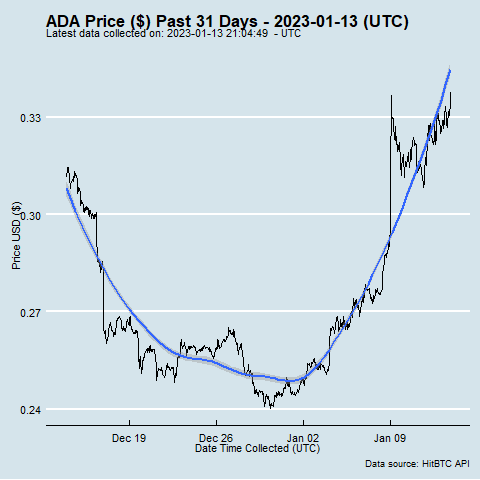 ADA Price ($) Past 31 Days - 2023-01-13 (UTC)
Latest data collected on: 2023-01-13 21:04:49 - UTC
0.33
0.30
Price USD ($)
0.27
0.24
Dec 19 Dec 26 Jan 02 Jan 09
Date Time Collected (UTC)
Data source: HitBTC API